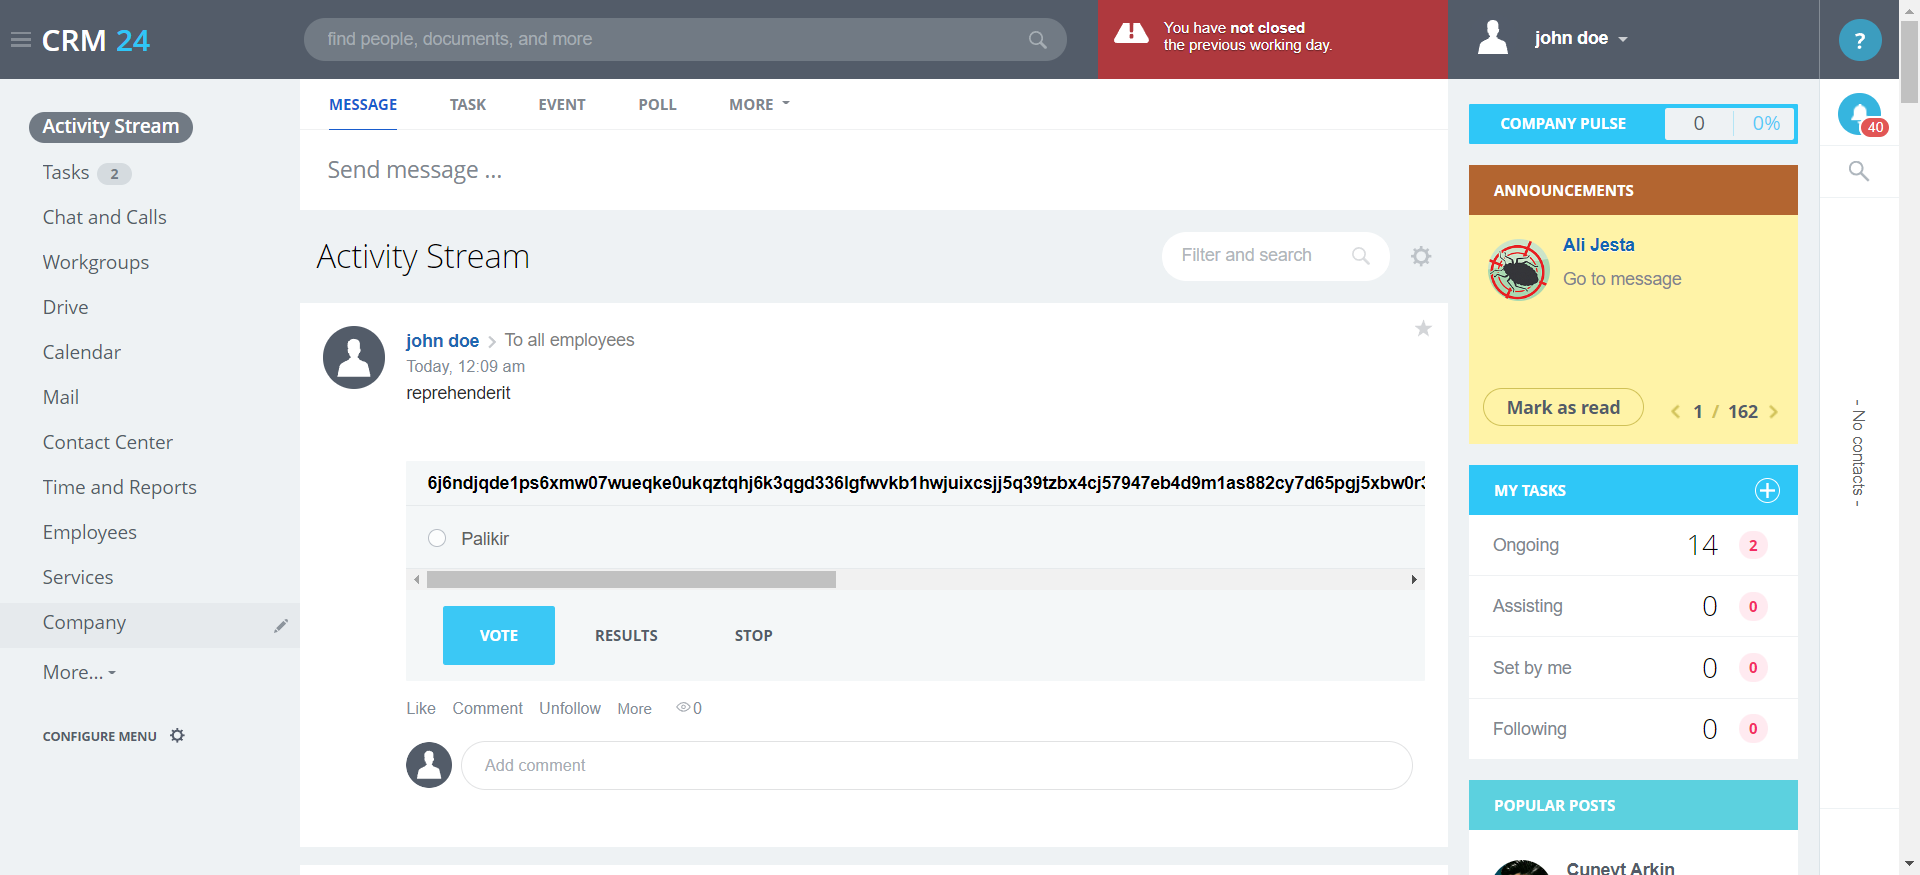 CRM 24
find people, documents, and more
You have not closed
the previous working day.
john doe
?
Activity Stream
Tasks 2
Chat and Calls
Workgroups
Drive
Calendar
Mail
Contact Center
Time and Reports
Employees
Services
Company
More...
CONFIGURE MENU
MESSAGE TASK EVENT POLL MORE
Send message ...
Activity Stream
Filter and search
john doe To all employees
Today, 12:09 am
reprehenderit
6j6ndjqde1ps6xmw07wueqke0ukqztqhj6k3qgd336lgfwvkb1hwjuixcsjj5q39tzbx4cj57947eb4d9m1as882cy7d65pgj5xbw0r3
Palikir
VOTE RESULTS STOP
Like Comment Unfollow More 0
Add comment
COMPANY PULSE 0 0%
ANNOUNCEMENTS
Ali Jesta
Go to message
Mark as read 1 / 162
MY TASKS
Ongoing 14 2
Assisting 0 0
Set by me 0 0
Following 0 0
POPULAR POSTS
Cuneyt Arkin
40
- No contacts -